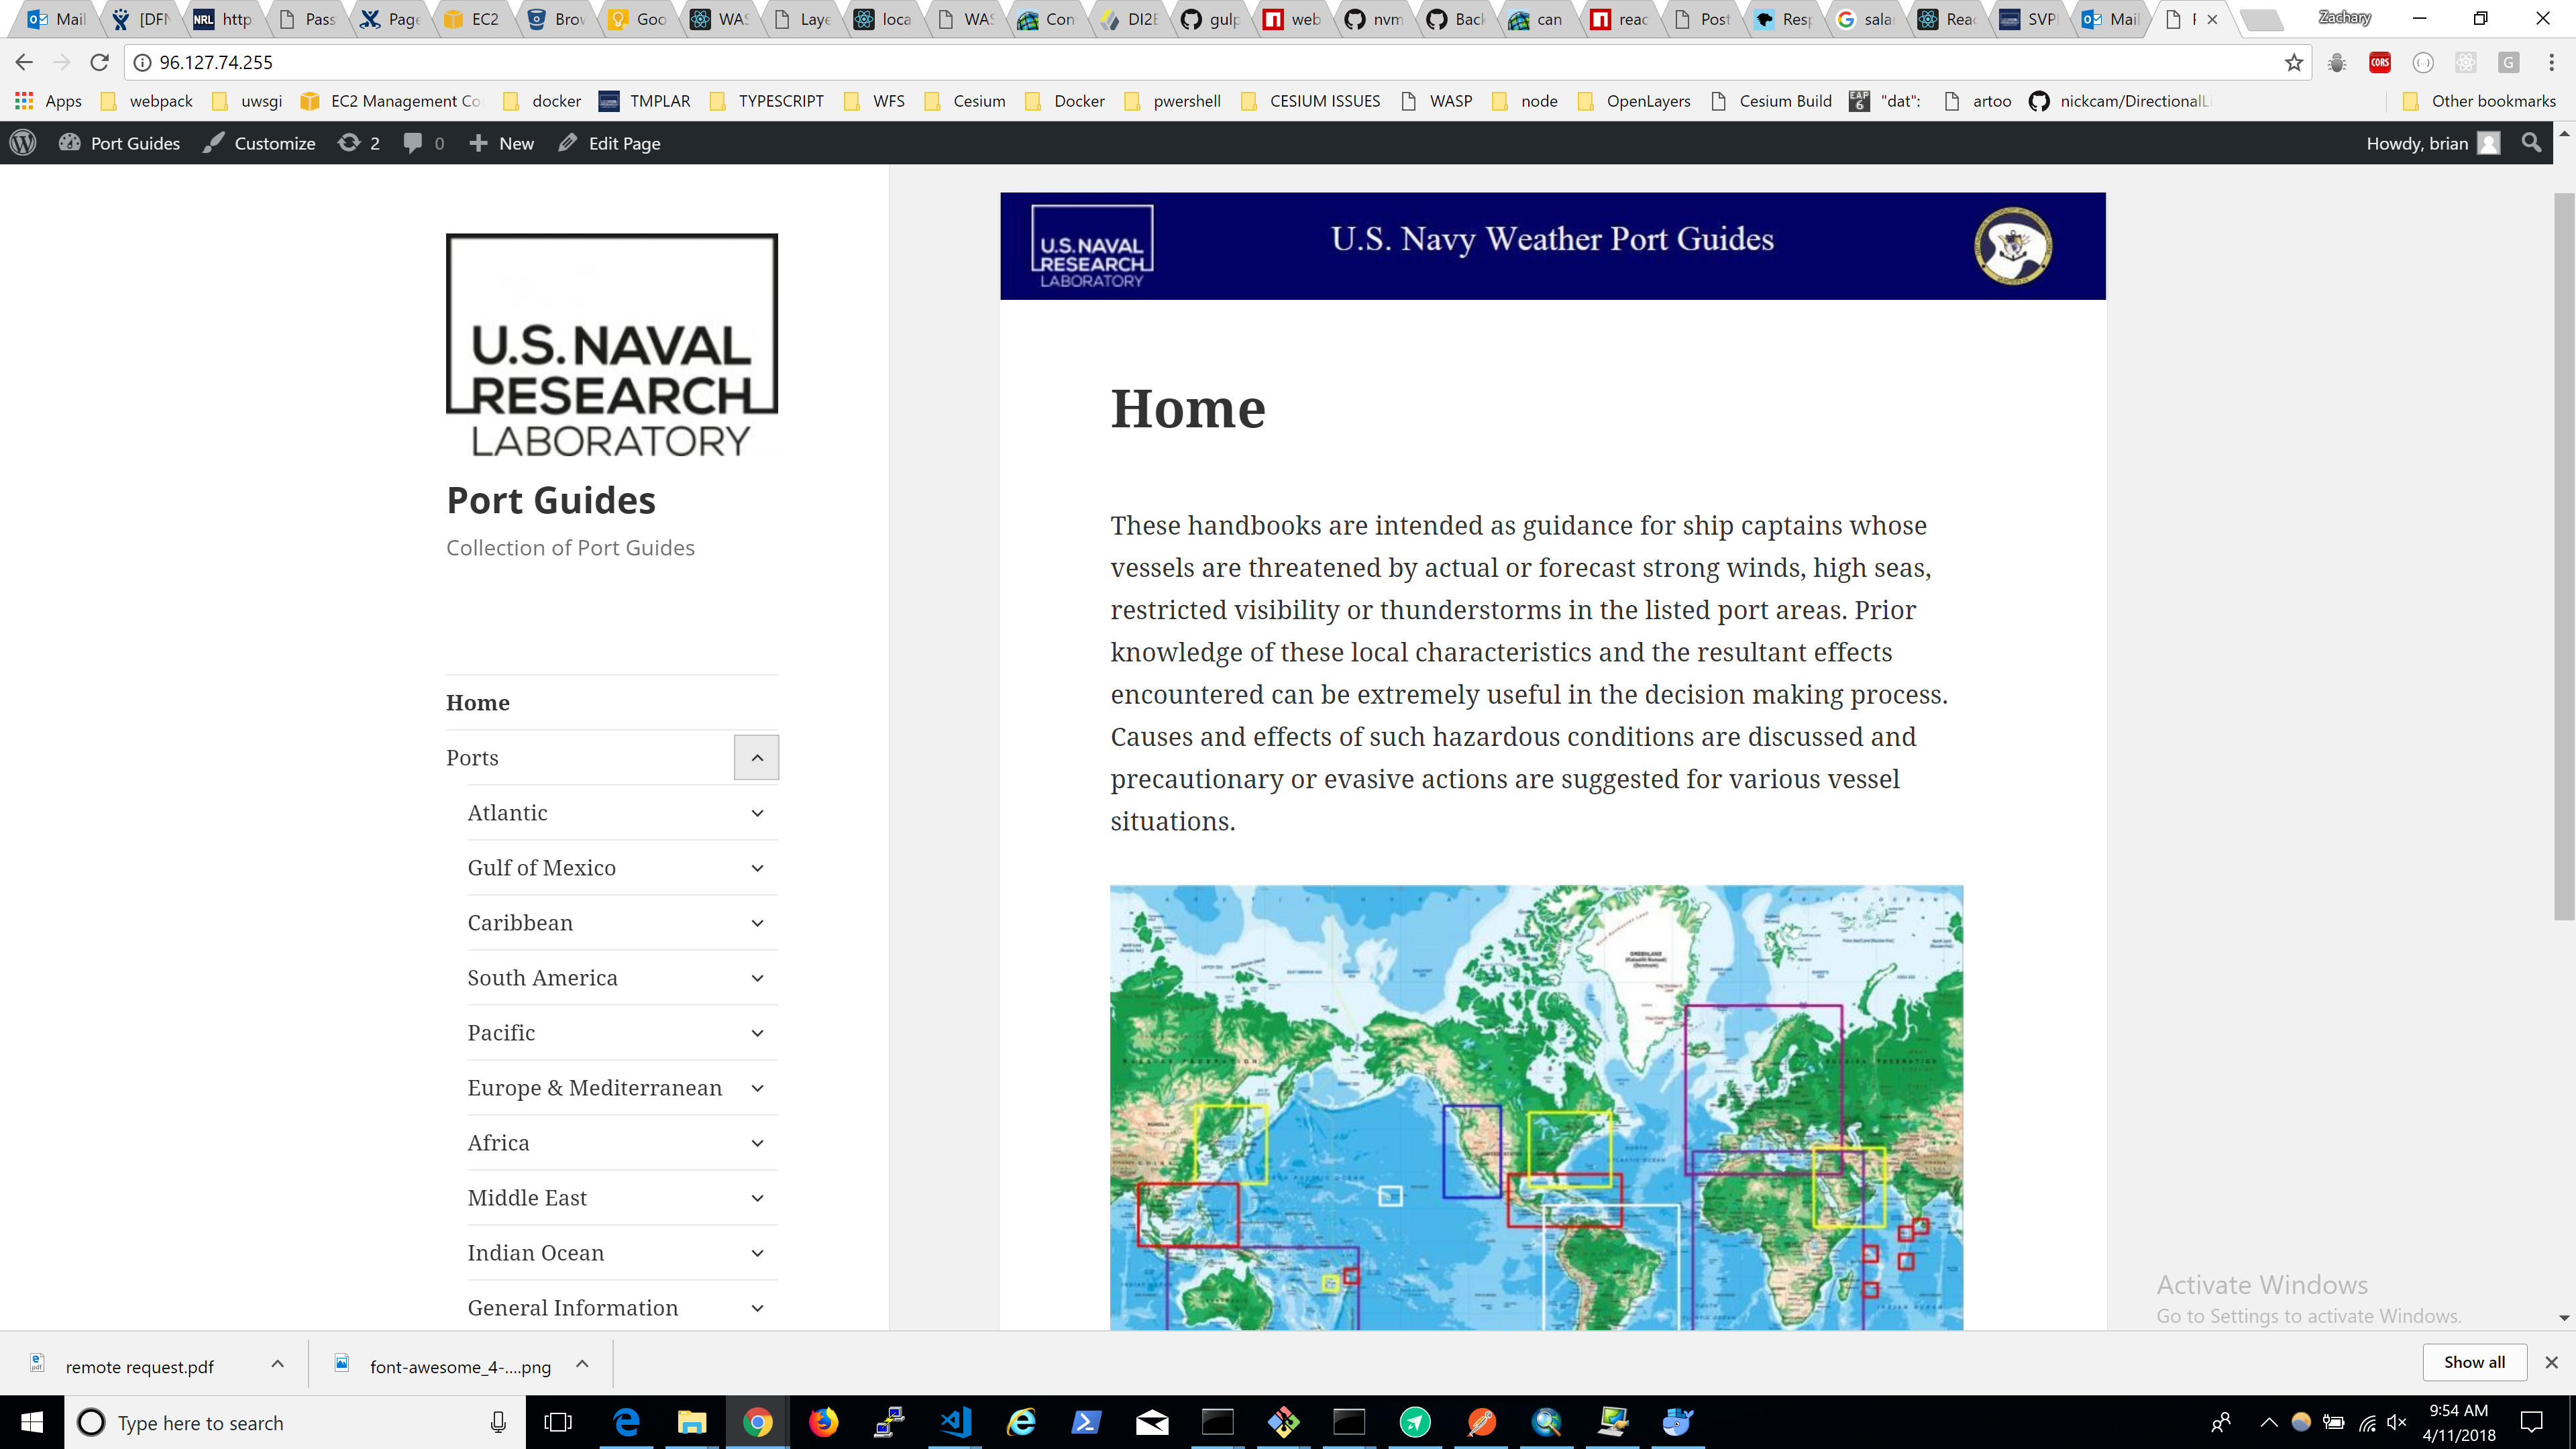 Mail
[DFN
http
Pass
Page
EC2
Brow
Goo
WAS
Laye
loca
WAS
Con
DI2E
gulp
web
nvm
Back
can
reac
Post
Resp
sala
Reac
SVP
Mail
Zachary
96.127.74.255
Apps webpack uwsgi EC2 Management Co docker TMPLAR TYPESCRIPT WFS Cesium Docker pwershell CESIUM ISSUES WASP node OpenLayers Cesium Build "dat": artoo nickcam/DirectionalLi Other bookmarks
Port Guides Customize 2 0 New Edit Page Howdy, brian
U.S. NAVAL
RESEARCH
LABORATORY
Port Guides
Collection of Port Guides
Home
Ports
Atlantic
Gulf of Mexico
Caribbean
South America
Pacific
Europe & Mediterranean
Africa
Middle East
Indian Ocean
General Information
U.S. NAVAL
RESEARCH
LABORATORY
U.S. Navy Weather Port Guides
Home
These handbooks are intended as guidance for ship captains whose
vessels are threatened by actual or forecast strong winds, high seas,
restricted visibility or thunderstorms in the listed port areas. Prior
knowledge of these local characteristics and the resultant effects
encountered can be extremely useful in the decision making process.
Causes and effects of such hazardous conditions are discussed and
precautionary or evasive actions are suggested for various vessel
situations.
GREENLAND
Activate Windows
Go to Settings to activate Windows.
remote request.pdf
font-awesome_4-....png
Show all
Type here to search
9:54 AM
4/11/2018